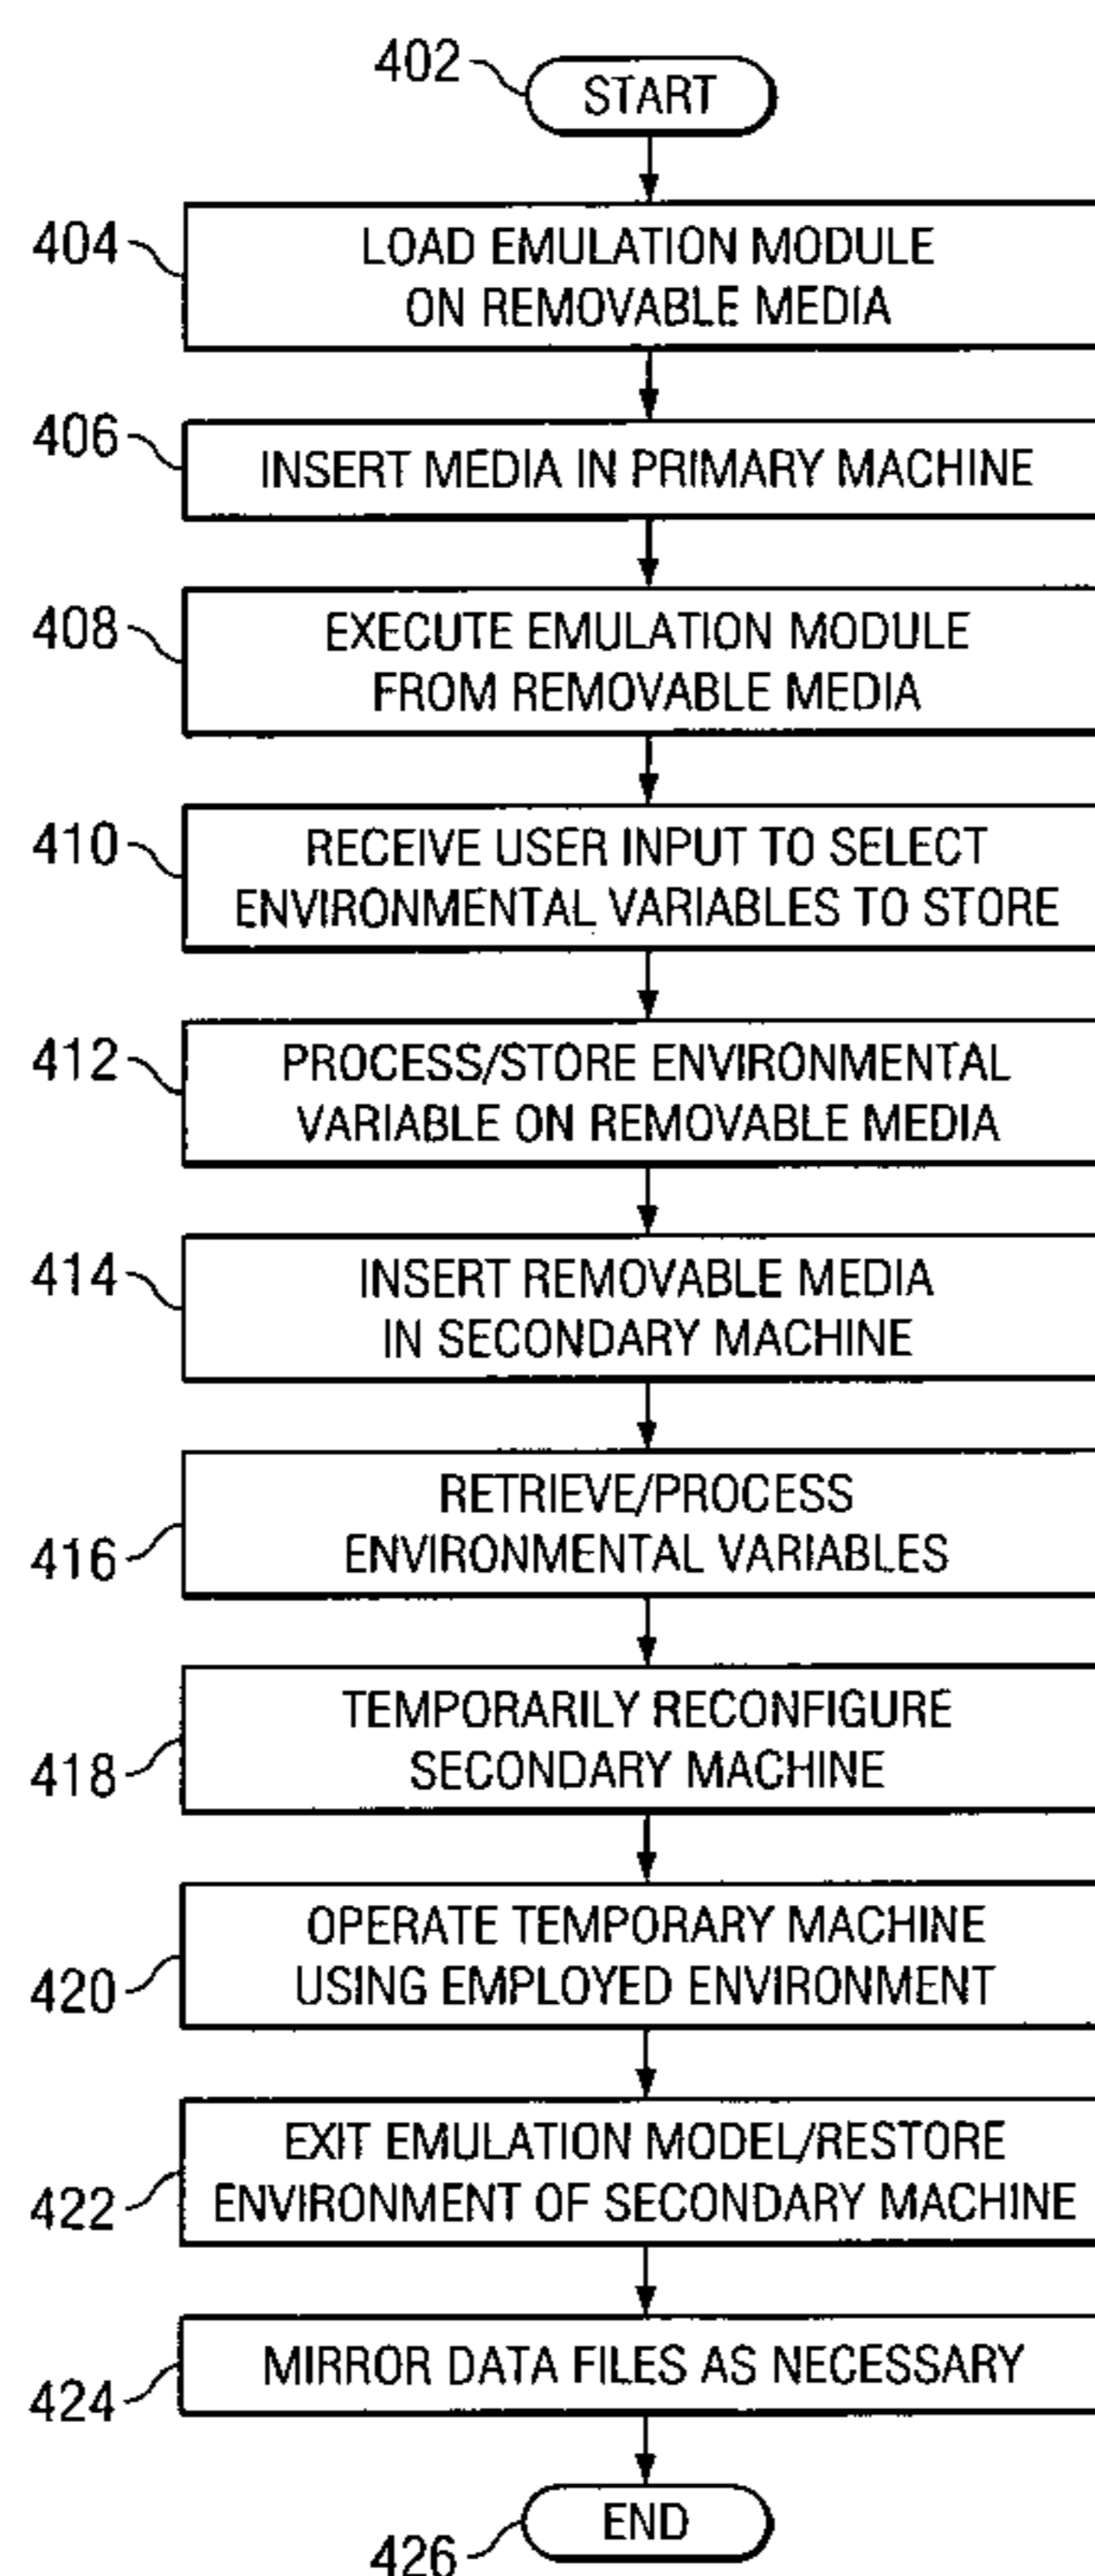 402
START
404
LOAD EMULATION MODULE
ON REMOVABLE MEDIA
406
INSERT MEDIA IN PRIMARY MACHINE
408
EXECUTE EMULATION MODULE
FROM REMOVABLE MEDIA
410
RECEIVE USER INPUT TO SELECT
ENVIRONMENTAL VARIABLES TO STORE
412
PROCESS/STORE ENVIRONMENTAL
VARIABLE ON REMOVABLE MEDIA
414
INSERT REMOVABLE MEDIA
IN SECONDARY MACHINE
416
RETRIEVE/PROCESS
ENVIRONMENTAL VARIABLES
418
TEMPORARILY RECONFIGURE
SECONDARY MACHINE
420
OPERATE TEMPORARY MACHINE
USING EMPLOYED ENVIRONMENT
422
EXIT EMULATION MODEL/RESTORE
ENVIRONMENT OF SECONDARY MACHINE
424
MIRROR DATA FILES AS NECESSARY
426
END